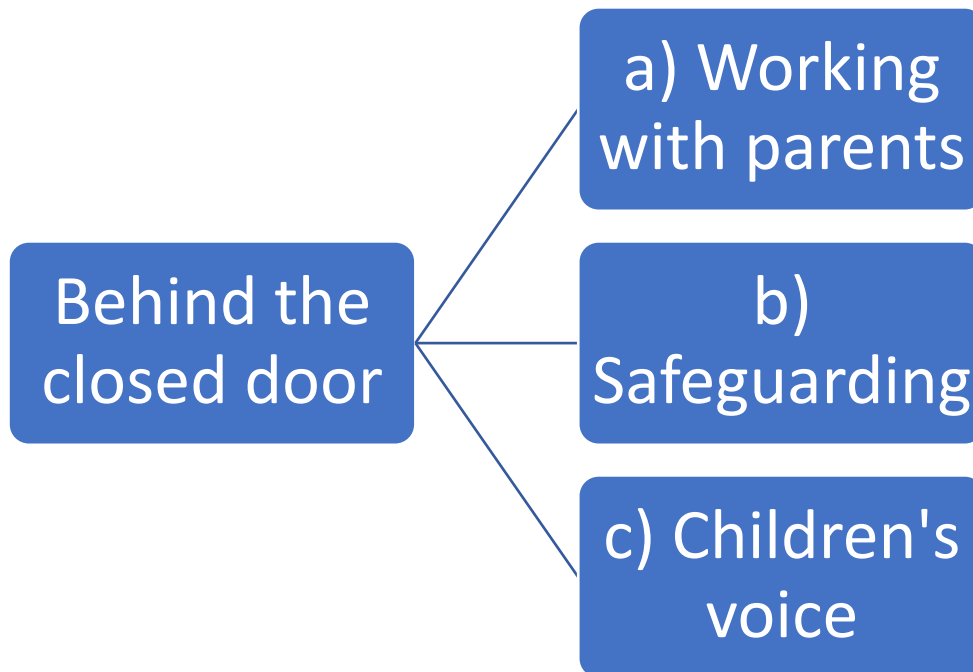 a) Working
with parents
Behind the
closed door
b)
Safeguarding
c) Children's
voice